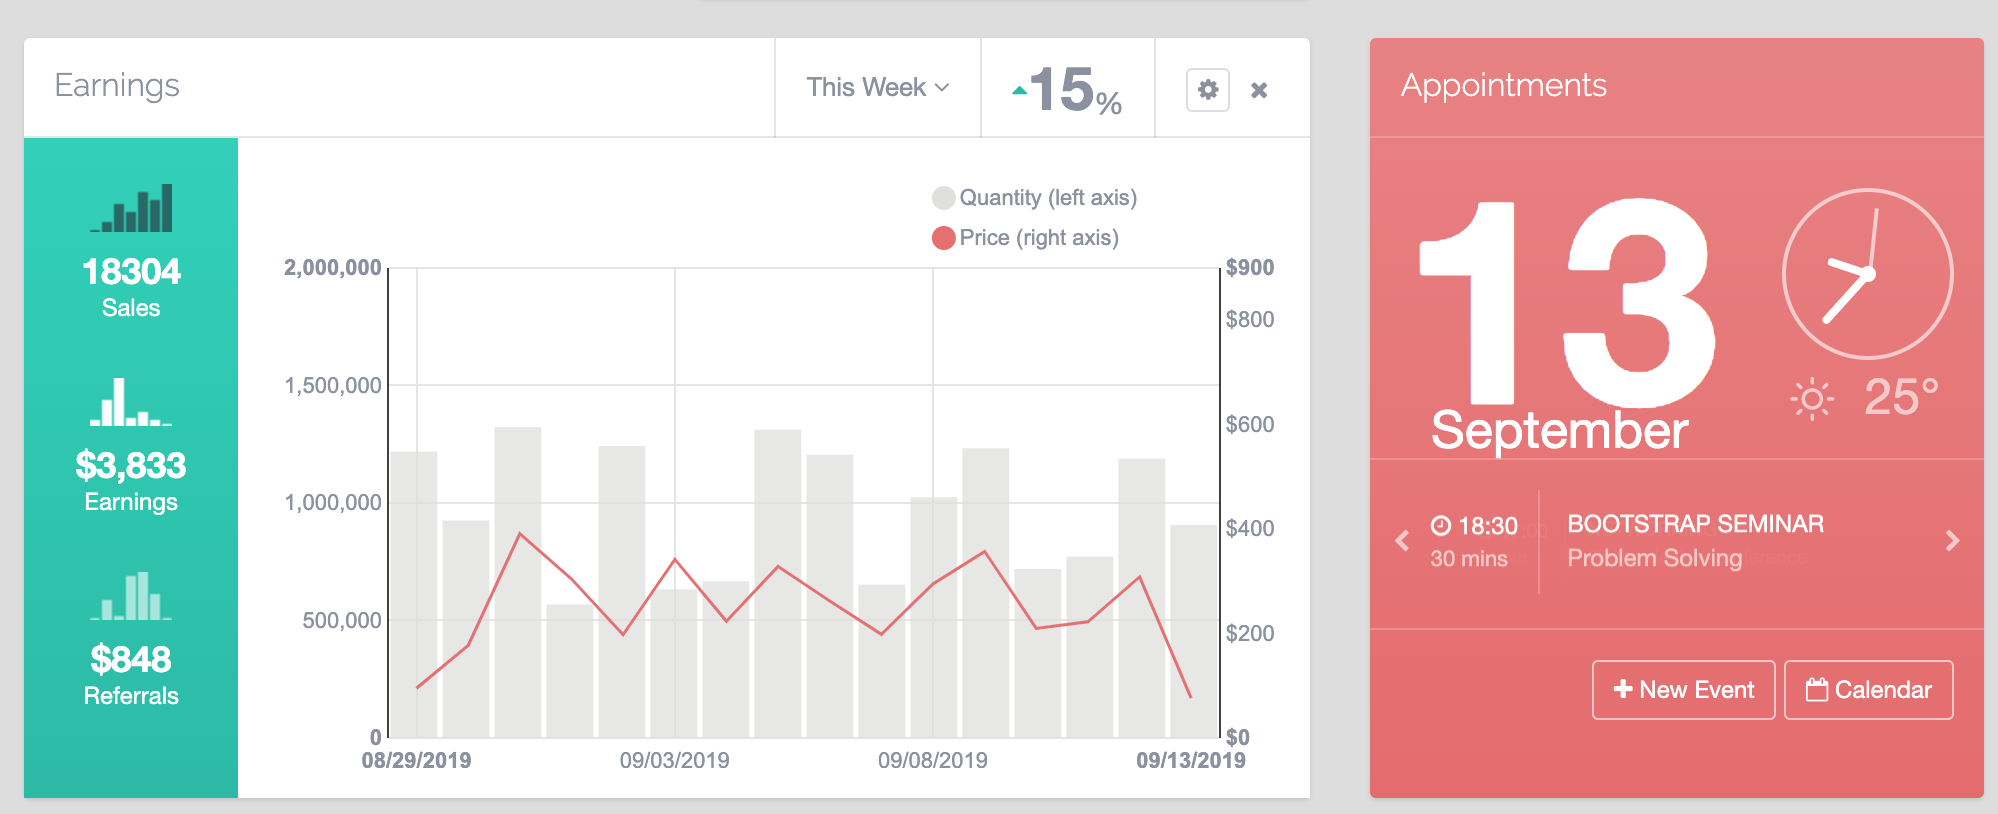 Earnings
This Week
15%
18304
Sales
$3,833
Earnings
$848
Referrals
Quantity (left axis)
Price (right axis)
2,000,000
1,500,000
1,000,000
500,000
0
$900
$800
$600
$400
$200
$0
08/29/2019
09/03/2019
09/08/2019
09/13/2019
Appointments
13
September
25°
18:30
30 mins
BOOTSTRAP SEMINAR
Problem Solving
New Event
Calendar